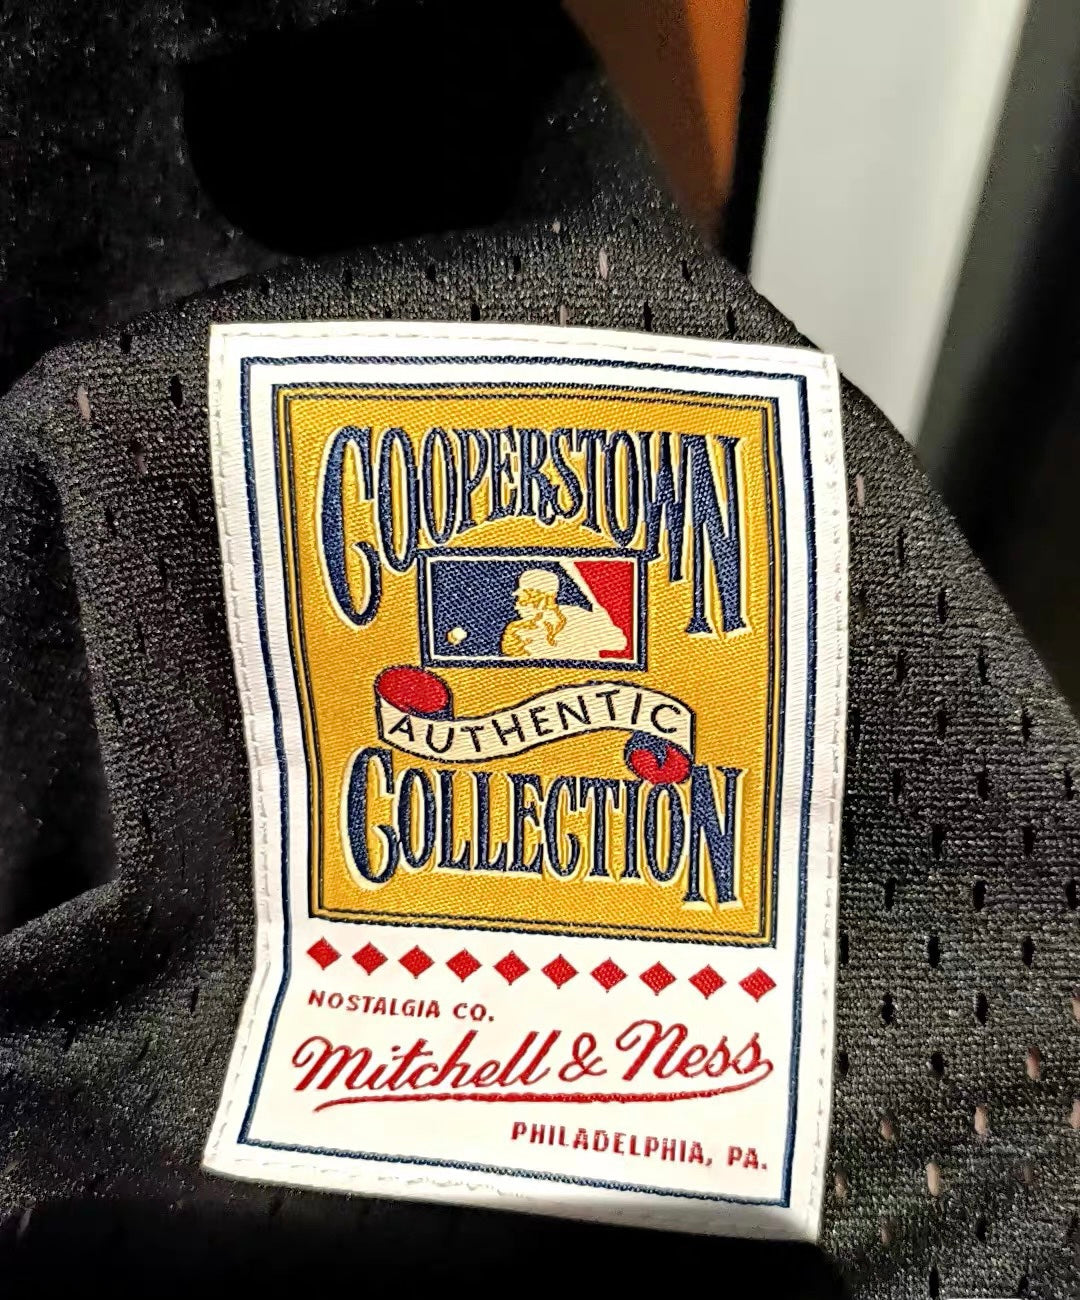 COOPERSTOWN
AUTHENTIC
COLLECTION
NOSTALGIA CO.
Mitchell & Ness
PHILADELPHIA, PA.